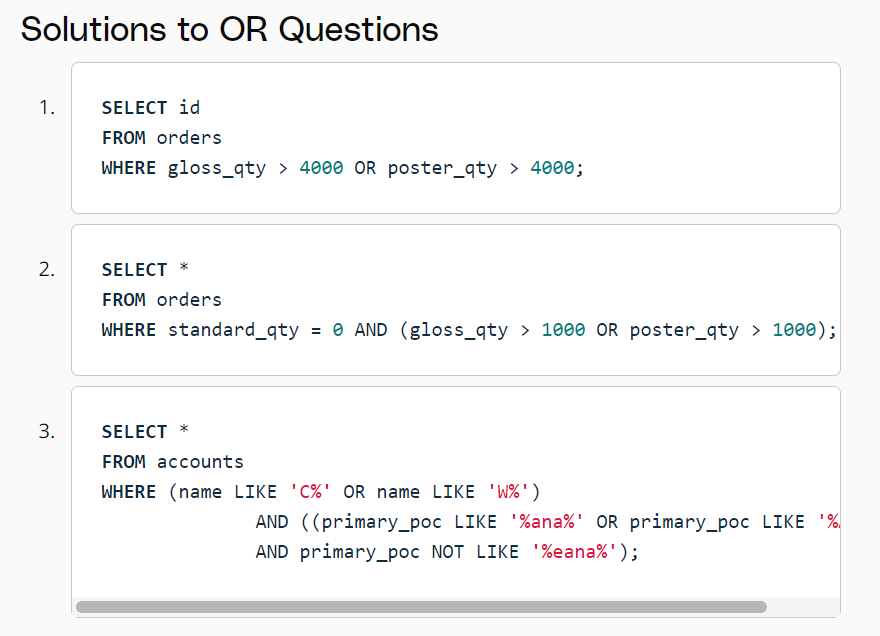 Solutions to OR Questions
1.
SELECT id
FROM orders
WHERE gloss_qty > 4000 OR poster_qty > 4000;
2.
SELECT *
FROM orders
WHERE standard_qty = 0 AND (gloss_qty > 1000 OR poster_qty > 1000);
3.
SELECT *
FROM accounts
WHERE (name LIKE 'C%' OR name LIKE 'W%')
AND ((primary_poc LIKE '%ana%' OR primary_poc LIKE '%
AND primary_poc NOT LIKE '%eana%');